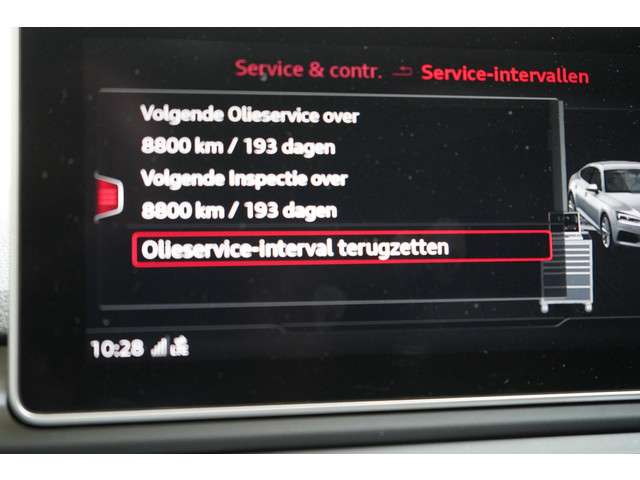 Service & contr. Service-intervallen
Volgende Olieservice over
8800 km / 193 dagen
Volgende Inspectie over
8800 km / 193 dagen
Olieservice-interval terugzetten
10:28